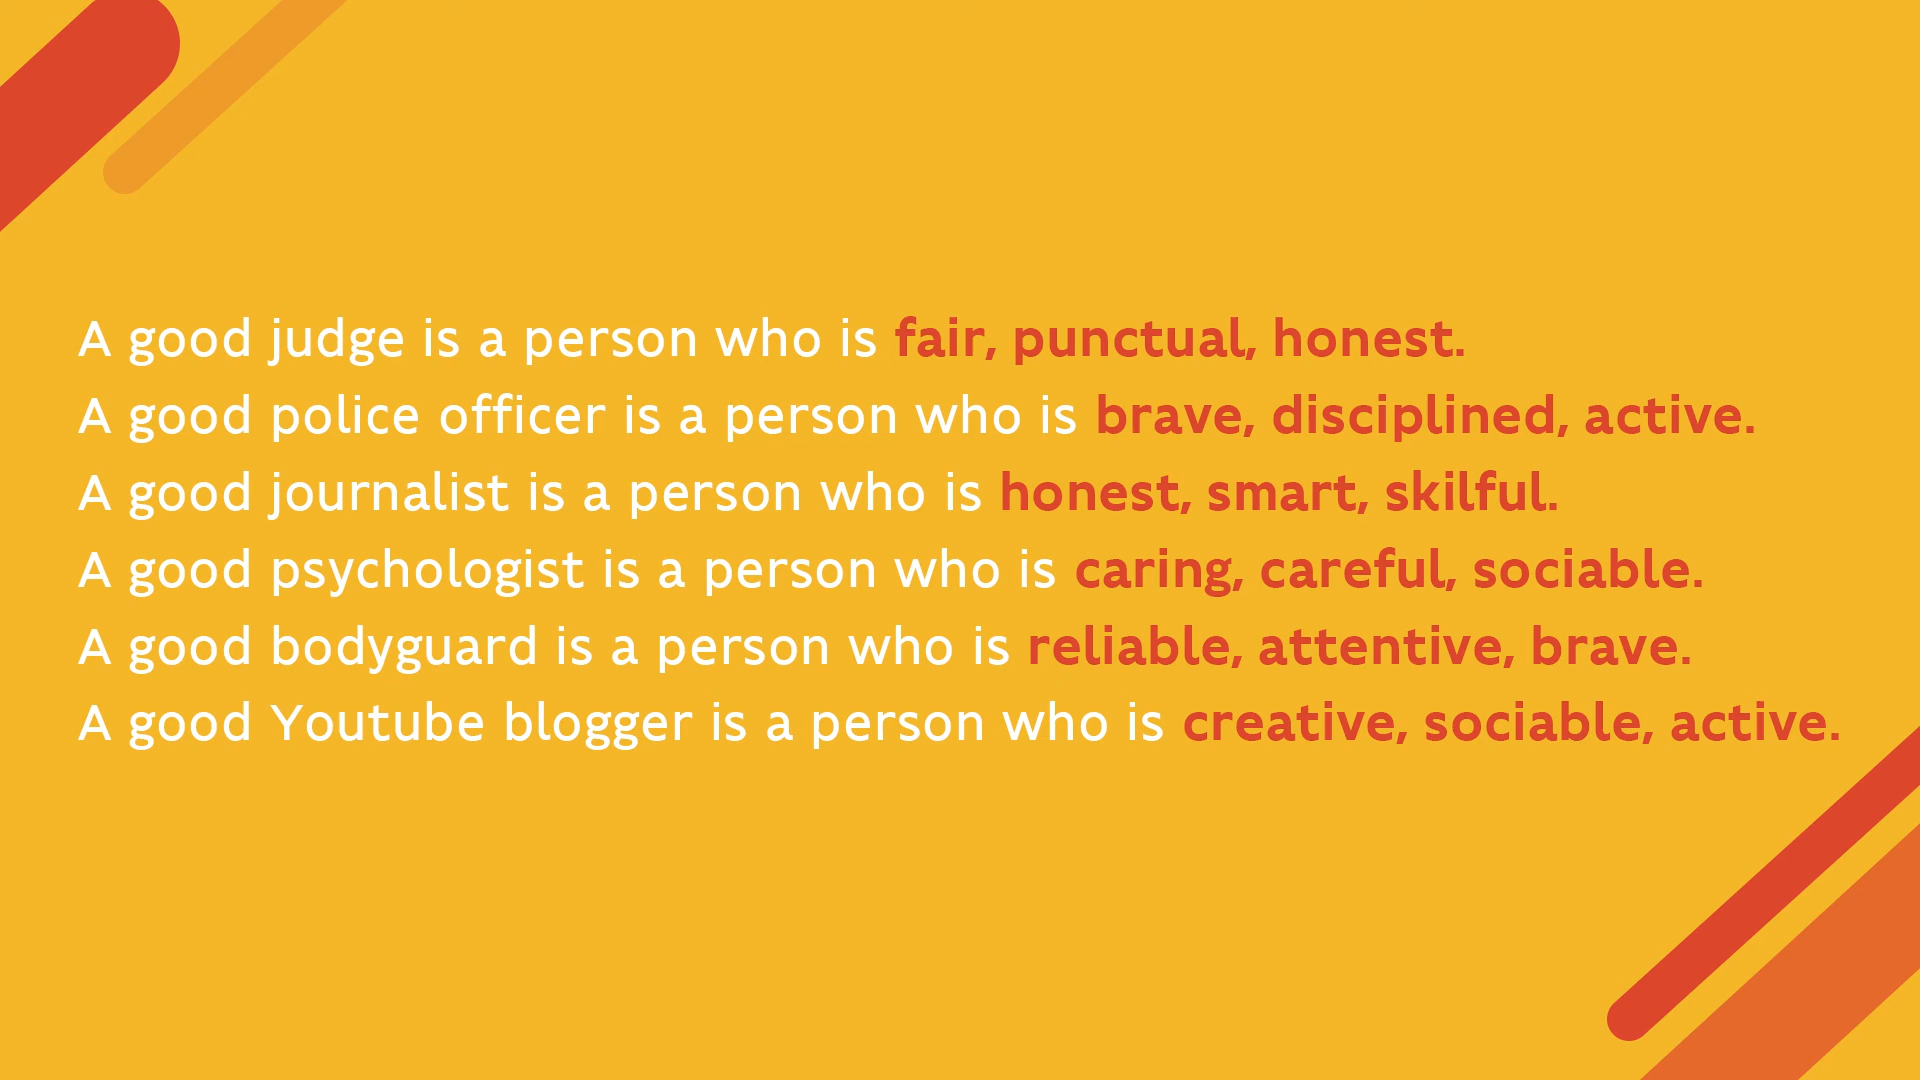 A good judge is a person who is fair, punctual, honest.
A good police officer is a person who is brave, disciplined, active.
A good journalist is a person who is honest, smart, skilful.
A good psychologist is a person who is caring, careful, sociable.
A good bodyguard is a person who is reliable, attentive, brave.
A good Youtube blogger is a person who is creative, sociable, active.